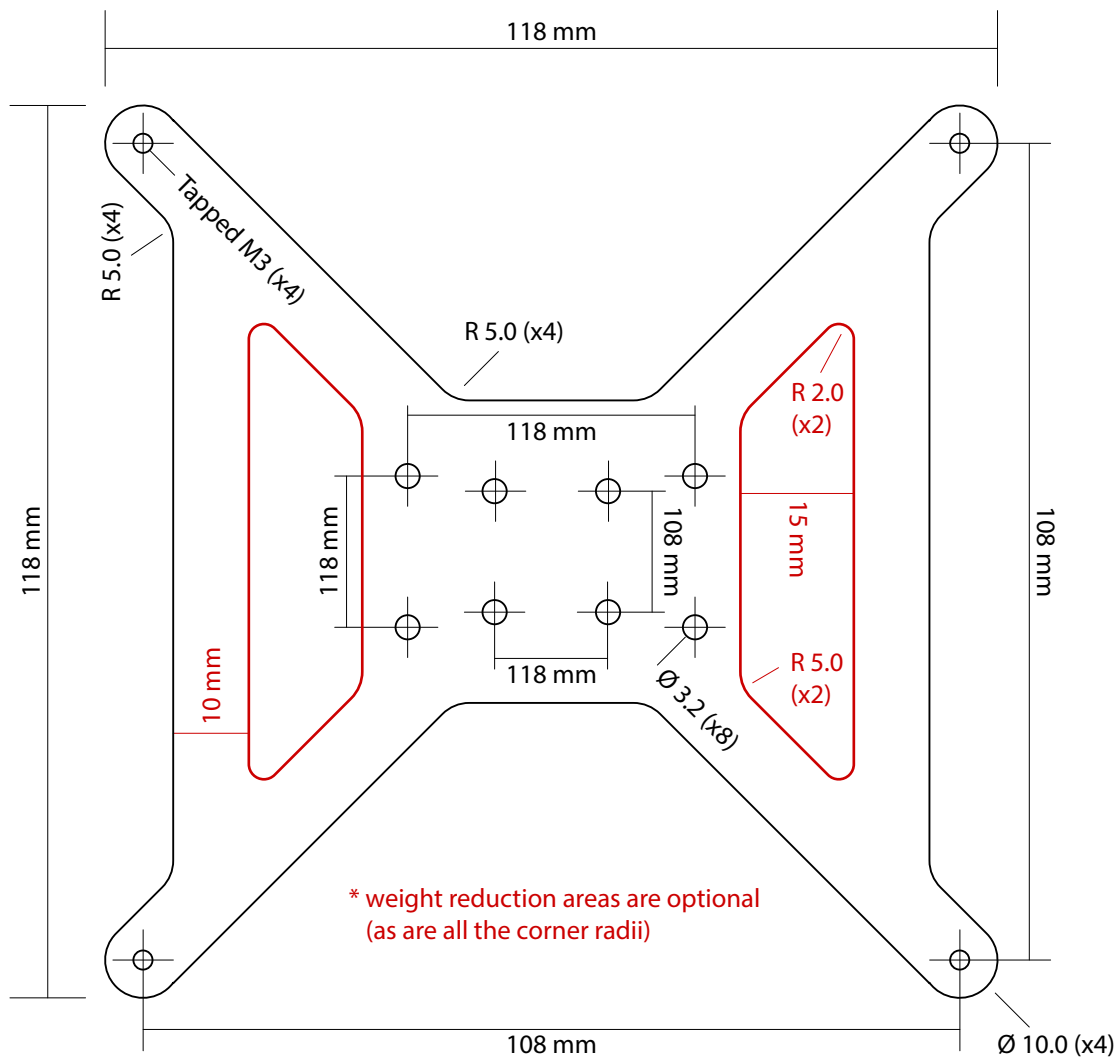 118 mm
R 5.0 (x4)
Tapped M3 (x4)
R 5.0 (x4)
R 2.0
(x2)
118 mm
118 mm
118 mm
108 mm
15 mm
108 mm
118 mm
R 5.0
(x2)
10 mm
Ø 3.2 (x8)
* weight reduction areas are optional
(as are all the corner radii)
108 mm
Ø 10.0 (x4)